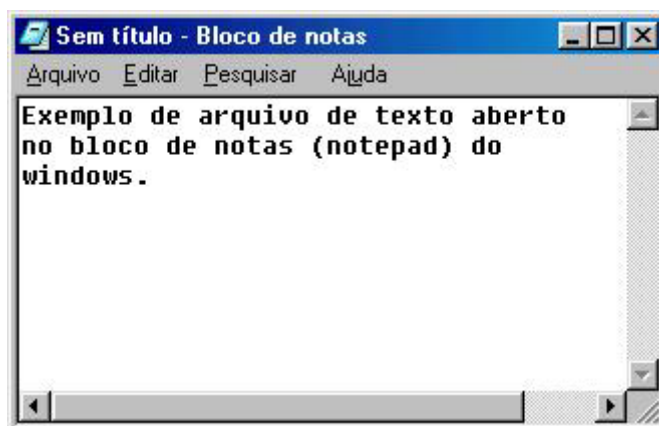 Sem título - Bloco de notas
Arquivo Editar Pesquisar Ajuda
Exemplo de arquivo de texto aberto
no bloco de notas (notepad) do
windows.